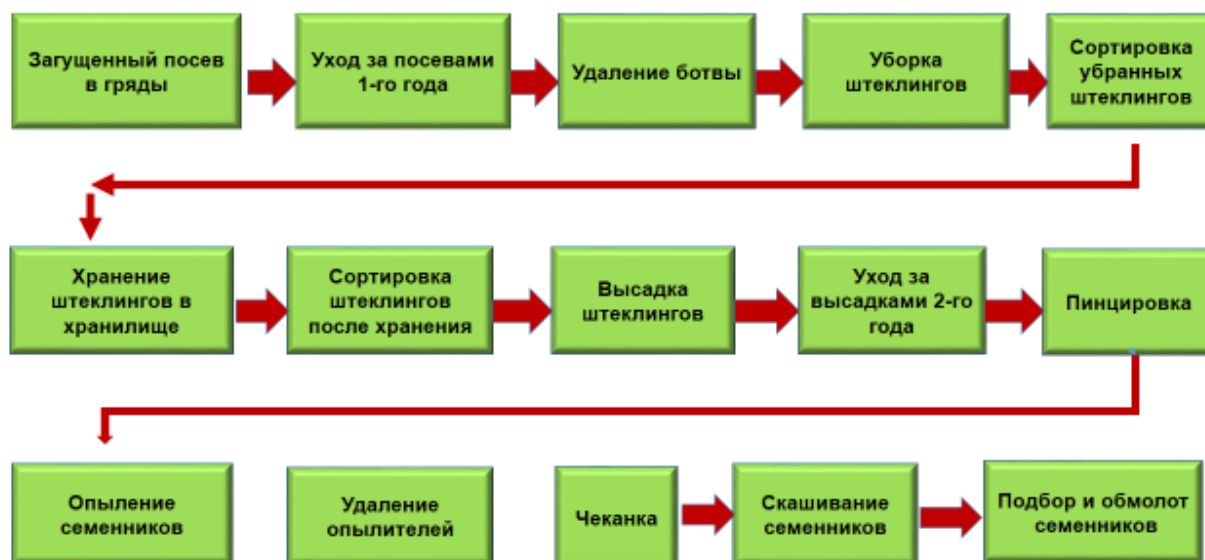 Загущенный посев
в гряды
Уход за посевами
1-го года
Удаление ботвы
Уборка
штеклингов
Сортировка
убранных
штеклингов
Хранение
штеклингов в
хранилище
Сортировка
штеклингов
после хранения
Высадка
штеклингов
Уход за
высадками 2-го
года
Пинцировка
Опыление
семенников
Удаление
опылителей
Чеканка
Скашивание
семенников
Подбор и обмолот
семенников